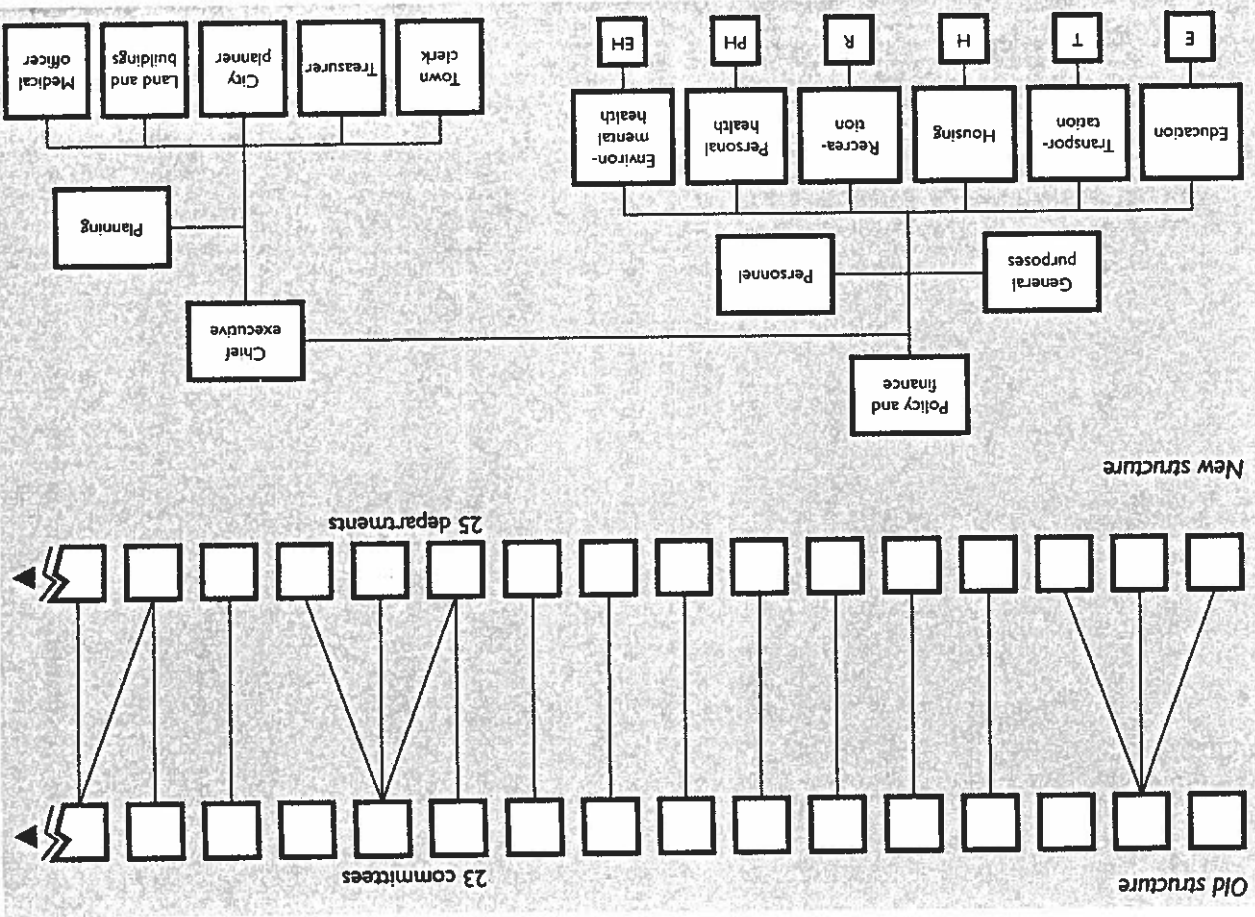 Old structure
23 committees
25 departments
New structure
Policy and
finance
Chief
executive
General
purposes
Personnel
Planning
Education
Transpor-
tation
Housing
Recrea-
tion
Personal
health
Environ-
mental
health
E
T
H
R
PH
EH
Town
clerk
Treasurer
City
planner
Land and
buildings
Medical
officer